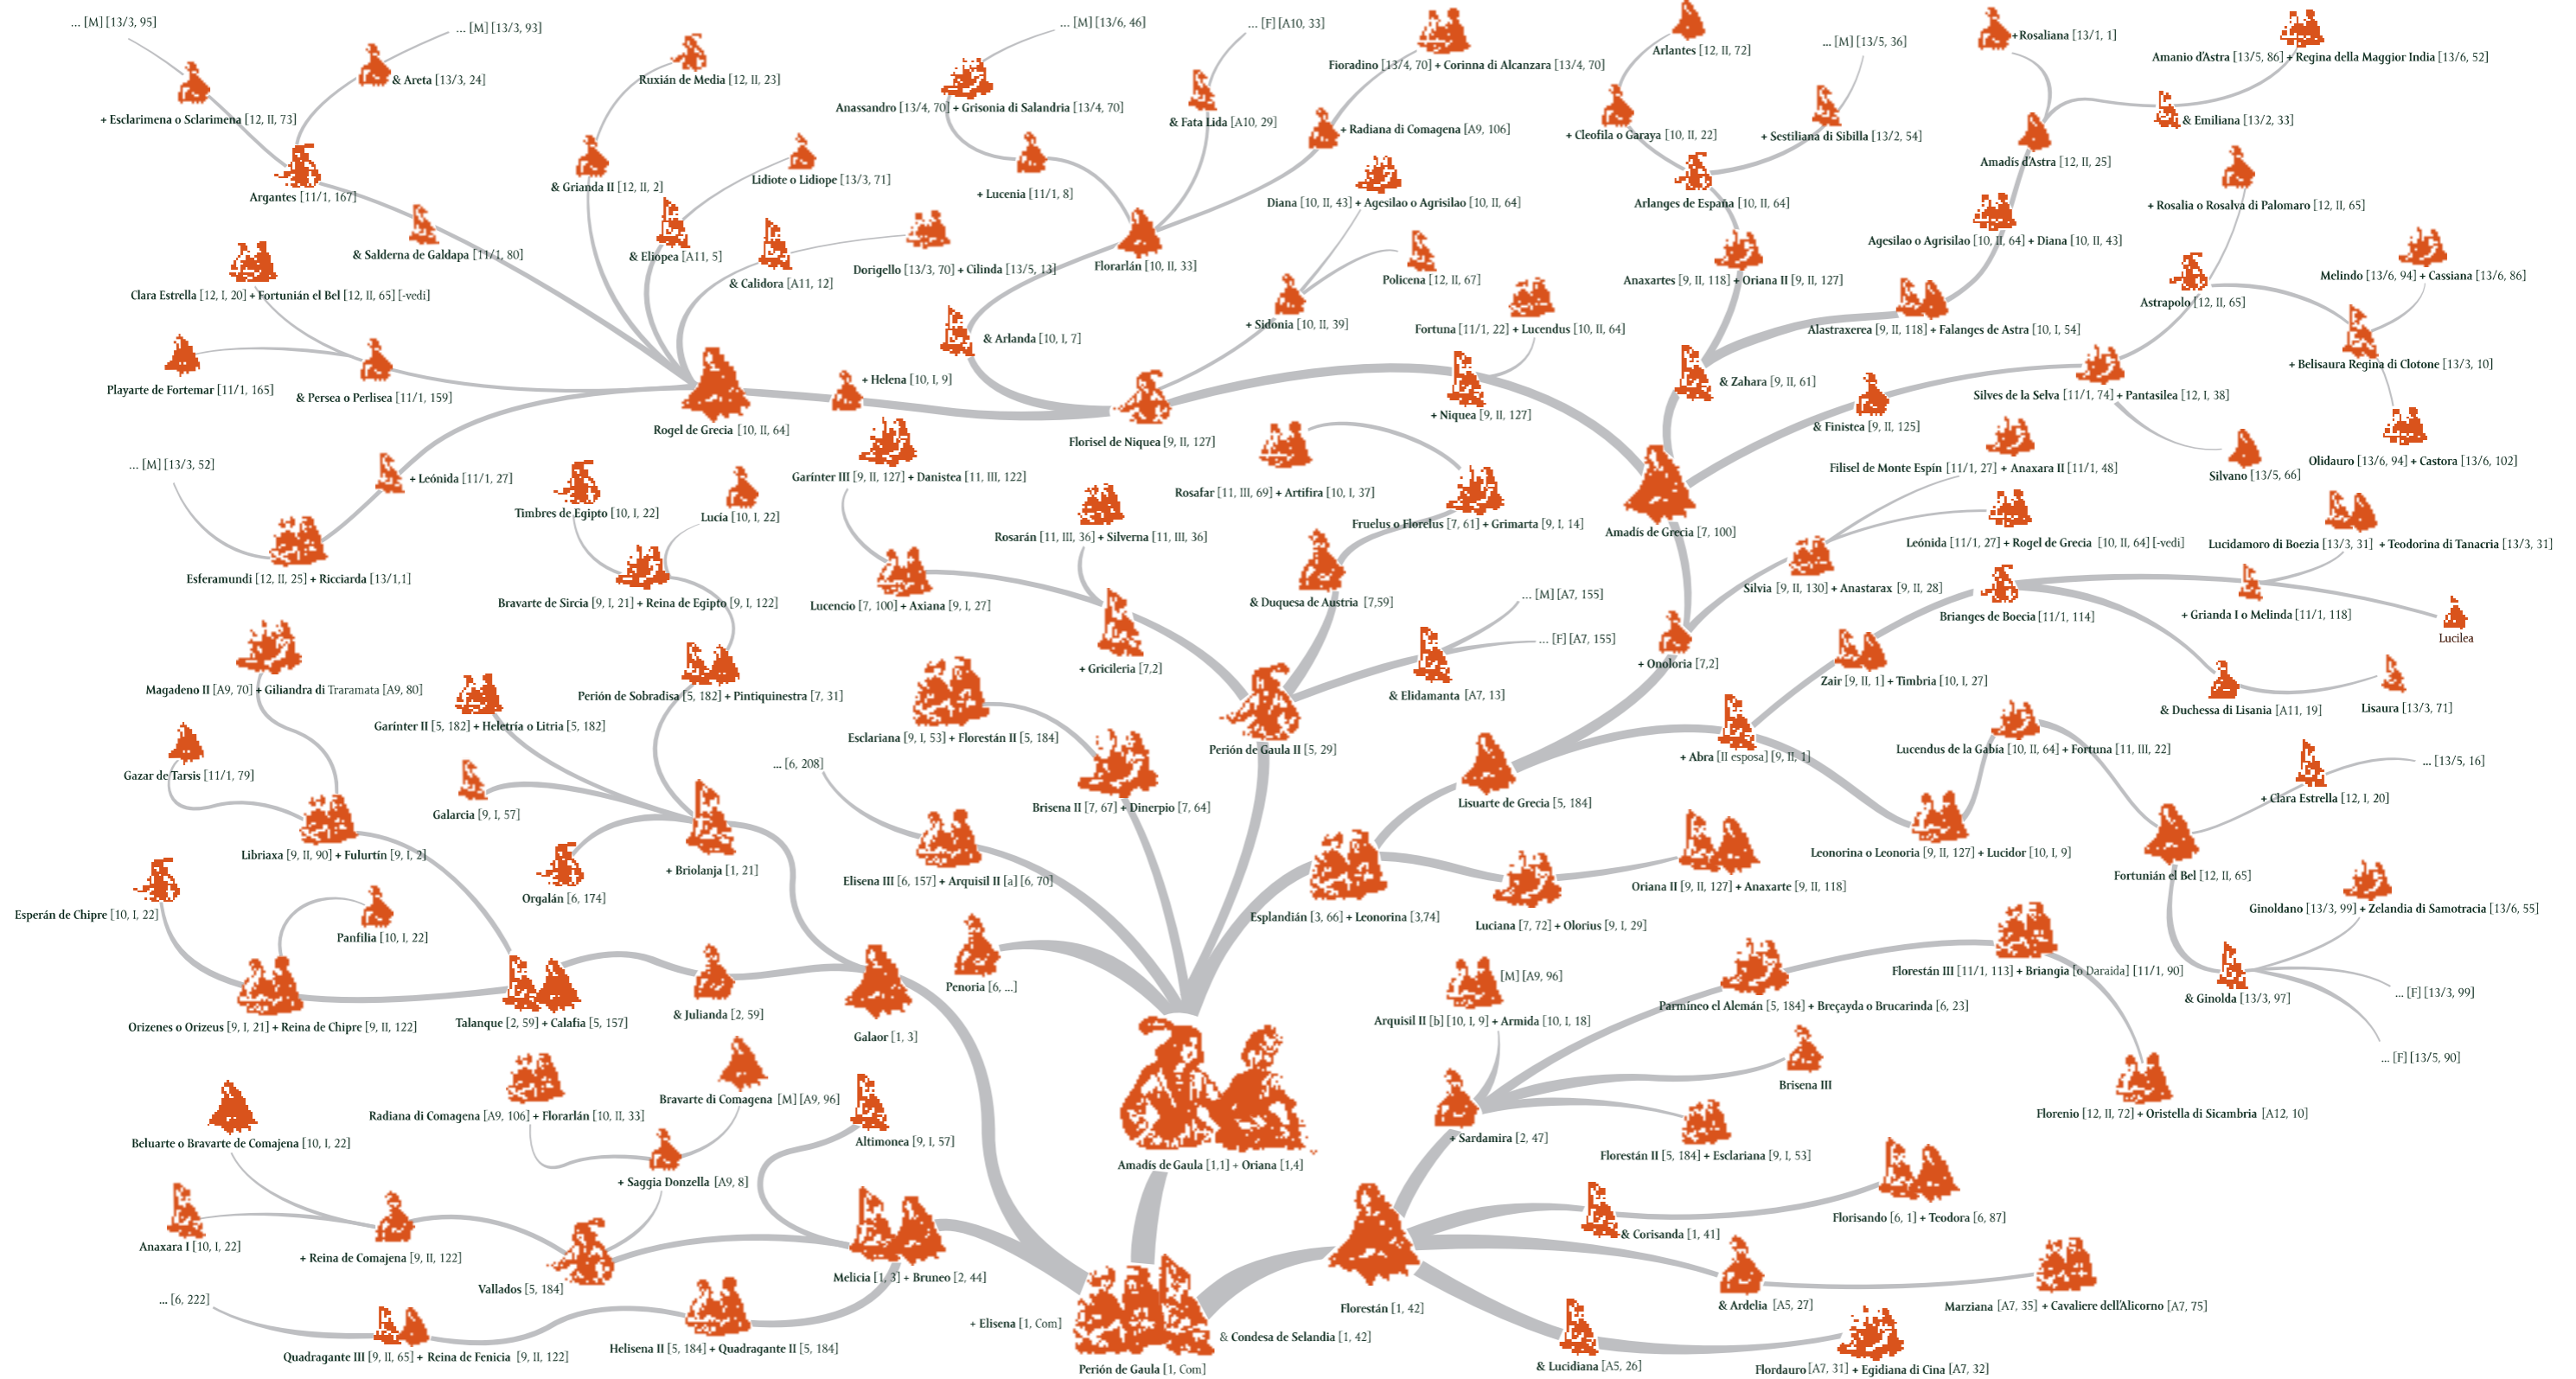 ... [M] [13/3, 95]
... [M] [13/3, 93]
& Areta [13/3, 24]
+ Esclarimena o Sclarimena [12, II, 73]
Argantes [11/1, 167]
& Salderna de Galdapa [11/1, 80]
Ruxián de Media [12, II, 23]
& Grianda II [12, II, 2]
Lidiote o Lidiope [13/3, 71]
& Eliopea [A11, 5]
& Calidora [A11, 12]
Dorigello [13/3, 70] + Cilinda [13/5, 13]
... [M] [13/6, 46]
Anassandro [13/4, 70] + Grisonia di Salandria [13/4, 70]
+ Lucenia [11/1, 8]
... [F] [A10, 33]
& Fata Lida [A10, 29]
Fioradino [13/4, 70] + Corinna di Alcanzara [13/4, 70]
+ Radiana di Comagena [A9, 106]
Florarlán [10, II, 33]
Diana [10, II, 43] + Agesilao o Agrisilao [10, II, 64]
Policena [12, II, 67]
+ Sidonia [10, II, 39]
Fortuna [11/1, 22] + Lucendus [10, II, 64]
Arlantes [12, II, 72]
... [M] [13/5, 36]
+ Cleofila o Garaya [10, II, 22]
+ Sestiliana di Sibilla [13/2, 54]
Arlanges de España [10, II, 64]
Anaxartes [9, II, 118] + Oriana II [9, II, 127]
+Rosaliana [13/1, 1]
Amanio d'Astra [13/5, 86] + Regina della Maggior India [13/6, 52]
& Emiliana [13/2, 33]
Amadís d'Astra [12, II, 25]
+ Rosalia o Rosalva di Palomaro [12, II, 65]
Agesilao o Agrisilao [10, II, 64] + Diana [10, II, 43]
Melindo [13/6, 94] + Cassiana [13/6, 86]
Astrapolo [12, II, 65]
Alastraxerea [9, II, 118] + Falanges de Astra [10, I, 54]
+ Belisaura Regina di Clotone [13/3, 10]
Clara Estrella [12, I, 20] + Fortunián el Bel [12, II, 65] [-vedi]
Playarte de Fortemar [11/1, 165]
& Persea o Perlisea [11/1, 159]
Rogel de Grecia [10, II, 64]
+ Helena [10, I, 9]
& Arlanda [10, I, 7]
Florisel de Niquea [9, II, 127]
+ Niquea [9, II, 127]
& Zahara [9, II, 61]
& Finistea [9, II, 125]
Silves de la Selva [11/1, 74] + Pantasilea [12, I, 38]
Silvano [13/5, 66]
Olidauro [13/6, 94] + Castora [13/6, 102]
Filisel de Monte Espín [11/1, 27] + Anaxara II [11/1, 48]
... [M] [13/3, 52]
+ Leónida [11/1, 27]
Esferamundi [12, II, 25] + Ricciarda [13/1,1]
Timbres de Egipto [10, I, 22]
Lucía [10, I, 22]
Bravarte de Sircia [9, I, 21] + Reina de Egipto [9, I, 122]
Garínter III [9, II, 127] + Danistea [11, III, 122]
Lucencio [7, 100] + Axiana [9, I, 27]
Rosarán [11, III, 36] + Silverna [11, III, 36]
Rosafar [11, III, 69] + Artifira [10, I, 37]
Fruelus o Florelus [7, 61] + Grimarta [9, I, 14]
& Duquesa de Austria [7,59]
Amadís de Grecia [7, 100]
Leónida [11/1, 27] + Rogel de Grecia [10, II, 64] [-vedi]
Lucidamoro di Boezia [13/3, 31] + Teodorina di Tanacria [13/3, 31]
Silvia [9, II, 130] + Anastarax [9, II, 28]
Brianges de Boecia [11/1, 114]
+ Grianda I o Melinda [11/1, 118]
Lucilea
... [M] [A7, 155]
... [F] [A7, 155]
& Elidamanta [A7, 13]
+ Onoloria [7,2]
+ Gricileria [7,2]
Zair [9, II, 1] + Timbria [10, I, 27]
& Duchessa di Lisania [A11, 19]
Lisaura [13/3, 71]
Magadeno II [A9, 70] + Giliandra di Traramata [A9, 80]
Garínter II [5, 182] + Heletria o Litria [5, 182]
Perión de Sobradisa [5, 182] + Pintiquinestra [7, 31]
Esclariana [9, I, 53] + Florestán II [5, 184]
Perión de Gaula II [5, 29]
+ Abra [II esposa] [9, II, 1]
Lucendus de la Gabía [10, II, 64] + Fortuna [11, III, 22]
... [13/5, 16]
+ Clara Estrella [12, I, 20]
Gazar de Tarsis [11/1, 79]
Galarcia [9, I, 57]
... [6, 208]
Brisena II [7, 67] + Dinerpio [7, 64]
Lisuarte de Grecia [5, 184]
Libriaxa [9, II, 90] + Fulurtín [9, I, 2]
+ Briolanja [1, 21]
Elisena III [6, 157] + Arquisil II [a] [6, 70]
Leonorina o Leonoria [9, II, 127] + Lucidor [10, I, 9]
Fortunián el Bel [12, II, 65]
Orgalán [6, 174]
Oriana II [9, II, 127] + Anaxarte [9, II, 118]
Esperán de Chipre [10, I, 22]
Panfilia [10, I, 22]
Esplandián [3, 66] + Leonorina [3,74]
Luciana [7, 72] + Olorius [9, I, 29]
Ginoldano [13/3, 99] + Zelandia di Samotracia [13/6, 55]
Orizenes o Orizeus [9, I, 21] + Reina de Chipre [9, II, 122]
Talanque [2, 59] + Calafia [5, 157]
& Julianda [2, 59]
Galaor [1, 3]
Penoria [6, ...]
[M] [A9, 96]
Arquisil II [b] [10, I, 9] + Armida [10, I, 18]
Parmineo el Alemán [5, 184] + Breçayda o Brucarinda [6, 23]
Florestán III [11/1, 113] + Briangia [o Daraida] [11/1, 90]
& Ginolda [13/3, 97]
... [F] [13/3, 99]
... [F] [13/5, 90]
Brisena III
Florenio [12, II, 72] + Oristella di Sicambria [A12, 10]
Beluarte o Bravarte de Comajena [10, I, 22]
Radiana di Comagena [A9, 106] + Florarlán [10, II, 33]
Bravarte di Comagena [M] [A9, 96]
Altimonea [9, I, 57]
+ Saggia Donzella [A9, 8]
Amadís de Gaula [1,1] + Oriana [1,4]
+ Sardamira [2, 47]
Florestán II [5, 184] + Esclariana [9, I, 53]
Florisando [6, 1] + Teodora [6, 87]
& Corisanda [1, 41]
Anaxara I [10, I, 22]
+ Reina de Comajena [9, II, 122]
Vallados [5, 184]
Melicia [1, 3] + Bruneo [2, 44]
Florestán [1, 42]
& Ardelia [A5, 27]
Marziana [A7, 35] + Cavaliere dell'Alicorno [A7, 75]
... [6, 222]
Quadragante III [9, II, 65] + Reina de Fenicia [9, II, 122]
Helisena II [5, 184] + Quadragante II [5, 184]
+ Elisena [1, Com]
& Condesa de Selandia [1, 42]
Perión de Gaula [1, Com]
& Lucidiana [A5, 26]
Flordauro [A7, 31] + Egidiana di Cina [A7, 32]